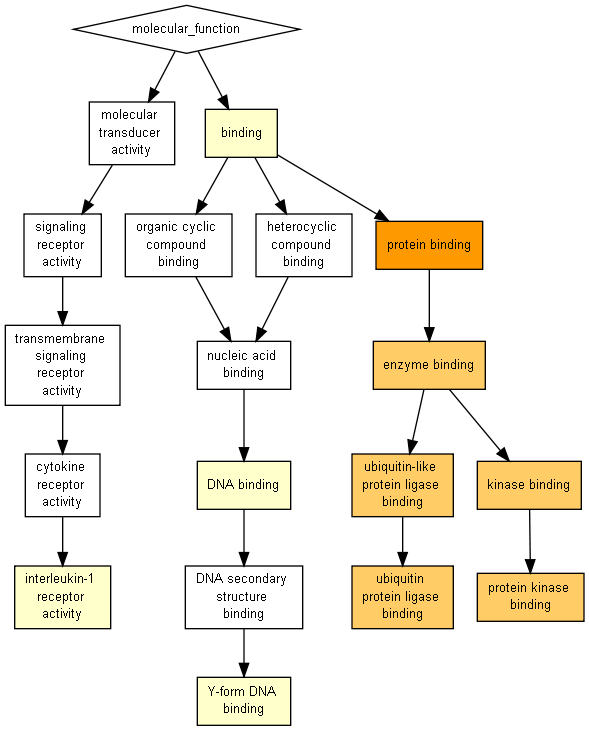 molecular_function
molecular
transducer
activity
binding
signaling
receptor
activity
organic cyclic
compound
binding
heterocyclic
compound
binding
protein binding
transmembrane
signaling
receptor
activity
nucleic acid
binding
enzyme binding
cytokine
receptor
activity
DNA binding
ubiquitin-like
protein ligase
binding
kinase binding
interleukin-1
receptor
activity
DNA secondary
structure
binding
ubiquitin
protein ligase
binding
protein kinase
binding
Y-form DNA
binding